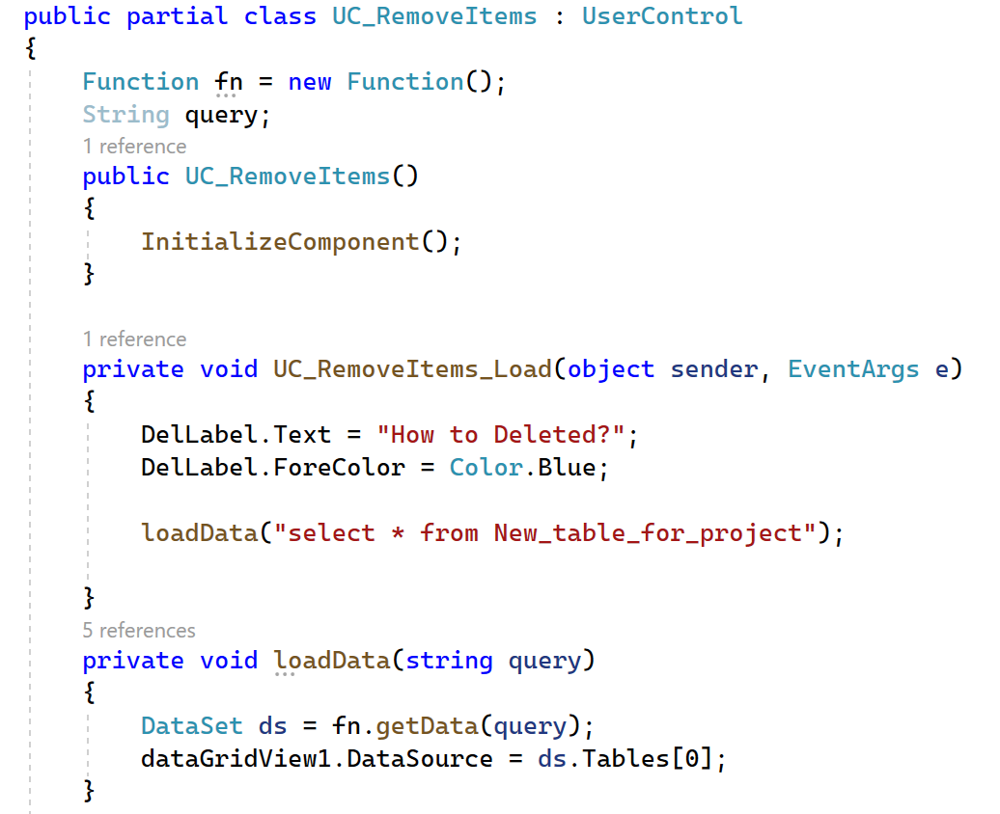 public partial class UC_RemoveItems : UserControl
{
Function fn = new Function();
String query;
1 reference
public UC_RemoveItems()
{
InitializeComponent();
}
1 reference
private void UC_RemoveItems_Load(object sender, EventArgs e)
{
DelLabel.Text = "How to Deleted?";
DelLabel.ForeColor = Color.Blue;
loadData("select * from New_table_for_project");
}
5 references
private void loadData(string query)
{
DataSet ds = fn.getData(query);
dataGridView1.DataSource = ds.Tables[0];
}